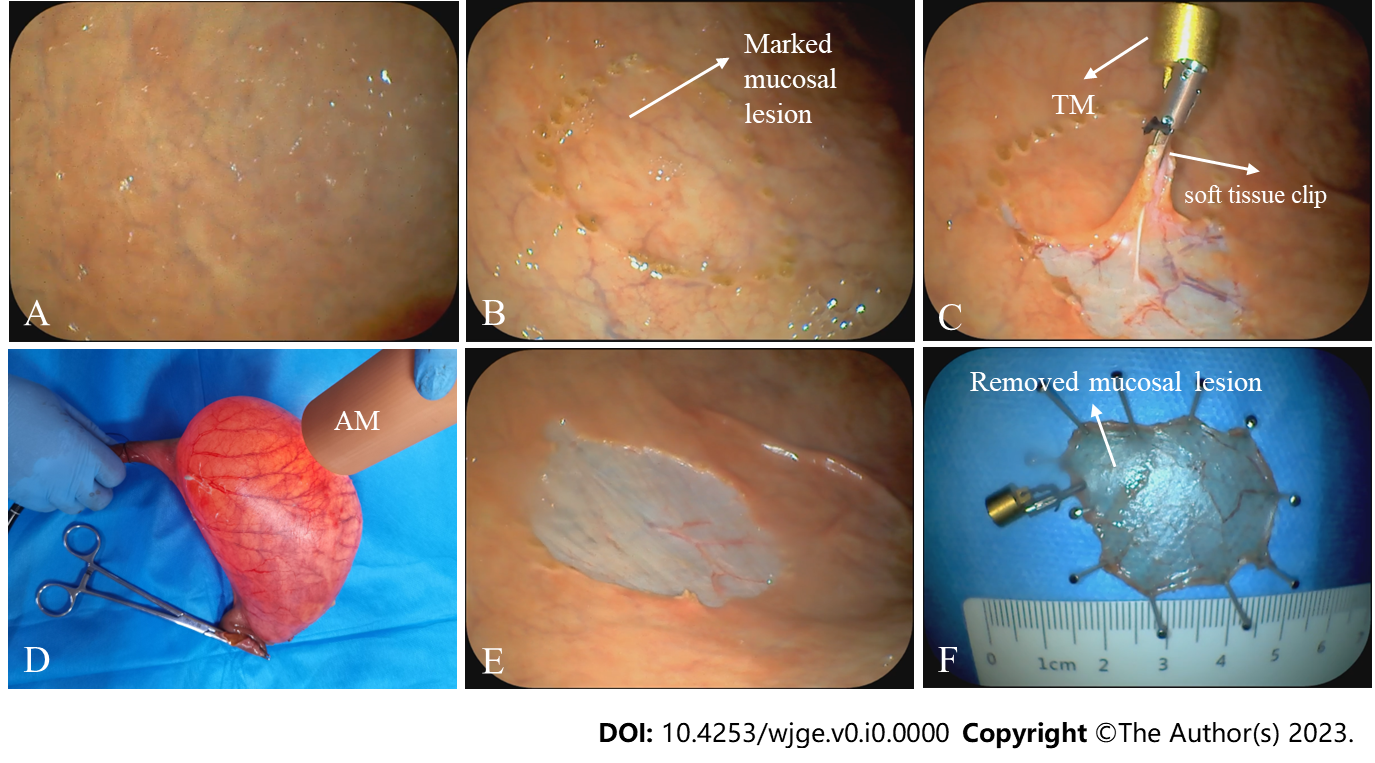 A
B
Marked
mucosal
lesion
C
TM
soft tissue clip
D
AM
E
F
Removed mucosal lesion
0 1cm 2 3 4 5 6
DOI: 10.4253/wjge.v0.i0.0000 Copyright ©The Author(s) 2023.